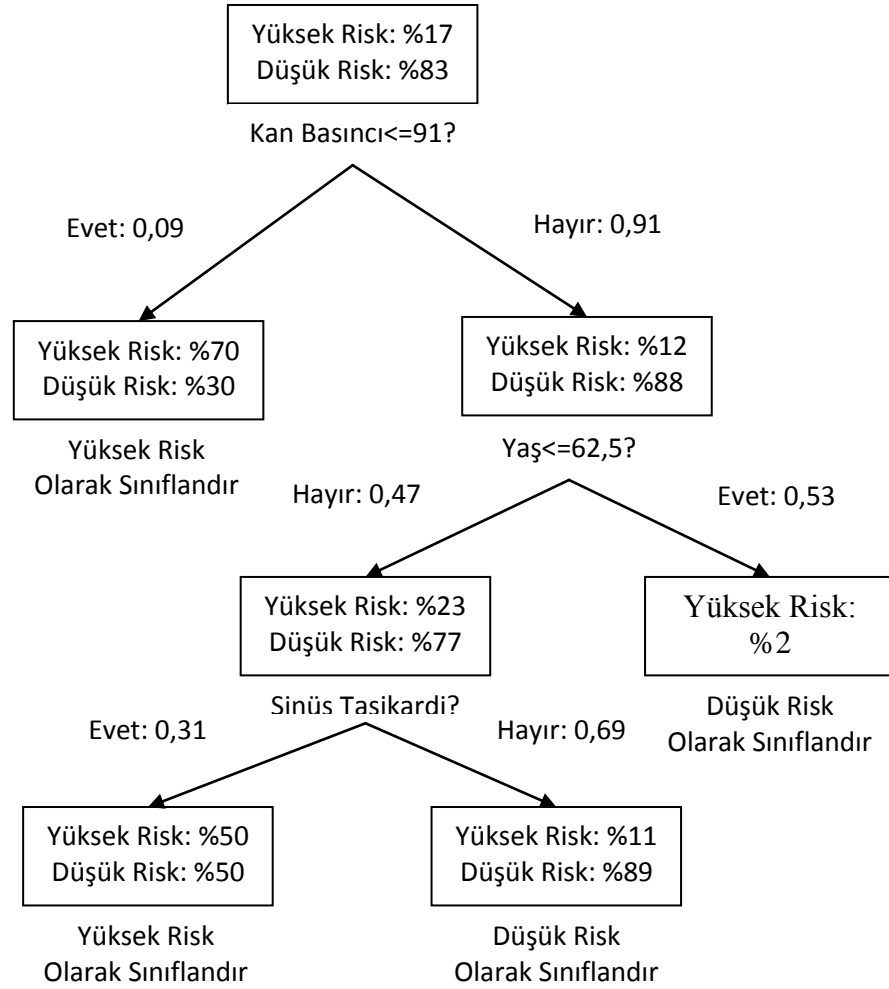 Yüksek Risk: %17
Düşük Risk: %83
Kan Basıncı<=91?
Evet: 0,09
Hayır: 0,91
Yüksek Risk: %70
Düşük Risk: %30
Yüksek Risk: %12
Düşük Risk: %88
Yüksek Risk
Olarak Sınıflandır
Yaş<=62,5?
Hayır: 0,47
Evet: 0,53
Yüksek Risk: %23
Düşük Risk: %77
Yüksek Risk:
%2
Sinüs Taşikardi?
Düşük Risk
Olarak Sınıflandır
Evet: 0,31
Hayır: 0,69
Yüksek Risk: %50
Düşük Risk: %50
Yüksek Risk: %11
Düşük Risk: %89
Yüksek Risk
Olarak Sınıflandır
Düşük Risk
Olarak Sınıflandır